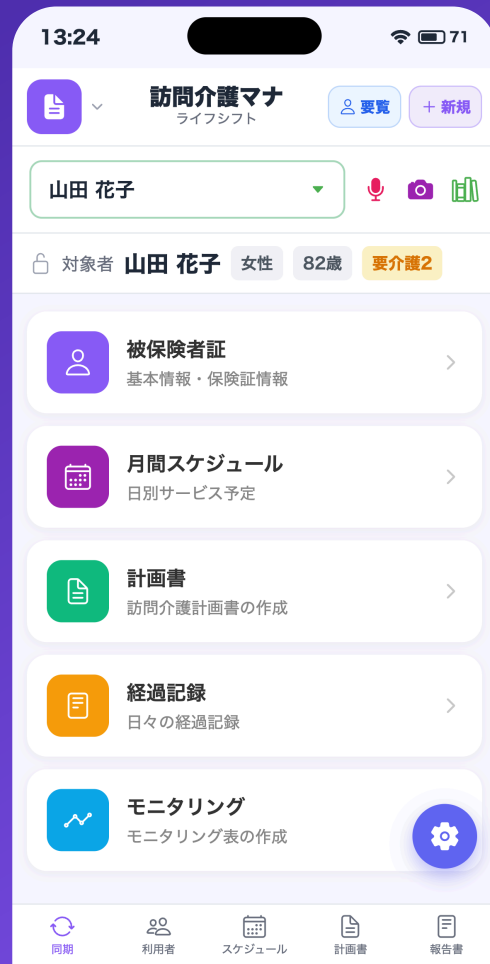 13:24
71
訪問介護マナ
ライフシフト
要覧
+ 新規
山田 花子
対象者 山田 花子 女性 82歳 要介護2
被保険者証
基本情報・保険証情報
月間スケジュール
日別サービス予定
計画書
訪問介護計画書の作成
経過記録
日々の経過記録
モニタリング
モニタリング表の作成
同期
利用者
スケジュール
計画書
報告書